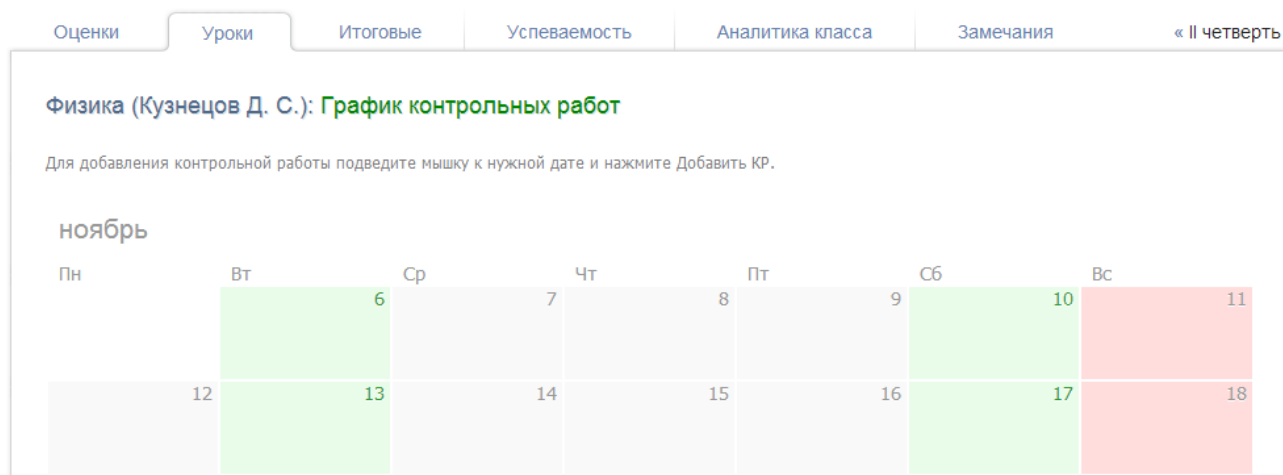 Оценки Уроки Итоговые Успеваемость Аналитика класса Замечания « II четверть
Физика (Кузнецов Д. С.): График контрольных работ
Для добавления контрольной работы подведите мышку к нужной дате и нажмите Добавить КР.
ноябрь
Пн Вт Ср Чт Пт Сб Вс
6 7 8 9 10 11
12 13 14 15 16 17 18